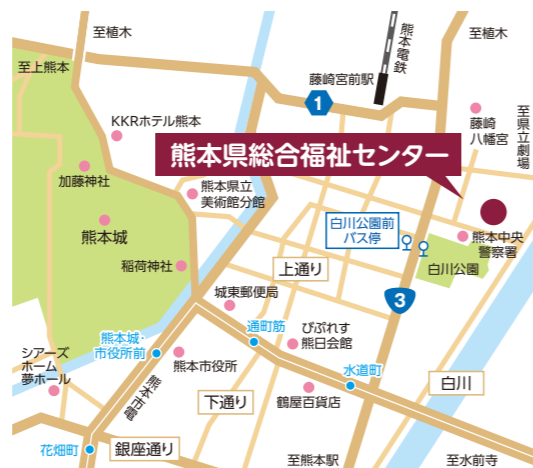 至植木
熊本電鉄
至植木
至上熊本
藤崎宮前駅
1
KKRホテル熊本
藤崎
八幡宮
至県立劇場
熊本県総合福祉センター
加藤神社
熊本県立
美術館分館
熊本城
白川公園前
バス停
熊本中央
警察署
稲荷神社
上通り
白川公園
城東郵便局
3
通町筋
びぷれす
熊日会館
熊本城・
市役所前
シアーズ
ホーム
夢ホール
熊本市役所
水道町
白川
熊本市電
下通り
鶴屋百貨店
花畑町
銀座通り
至熊本駅
至水前寺